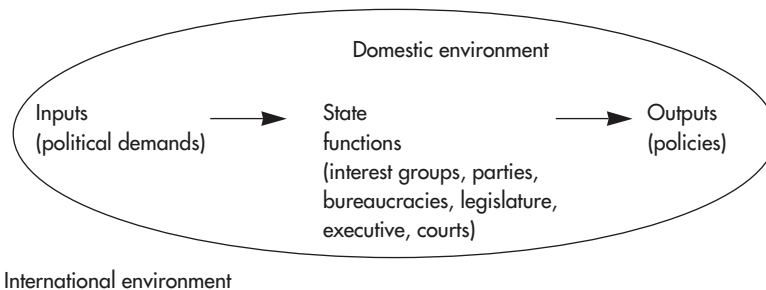 Domestic environment
Inputs
(political demands)
State
functions
(interest groups, parties,
bureaucracies, legislature,
executive, courts)
Outputs
(policies)
International environment